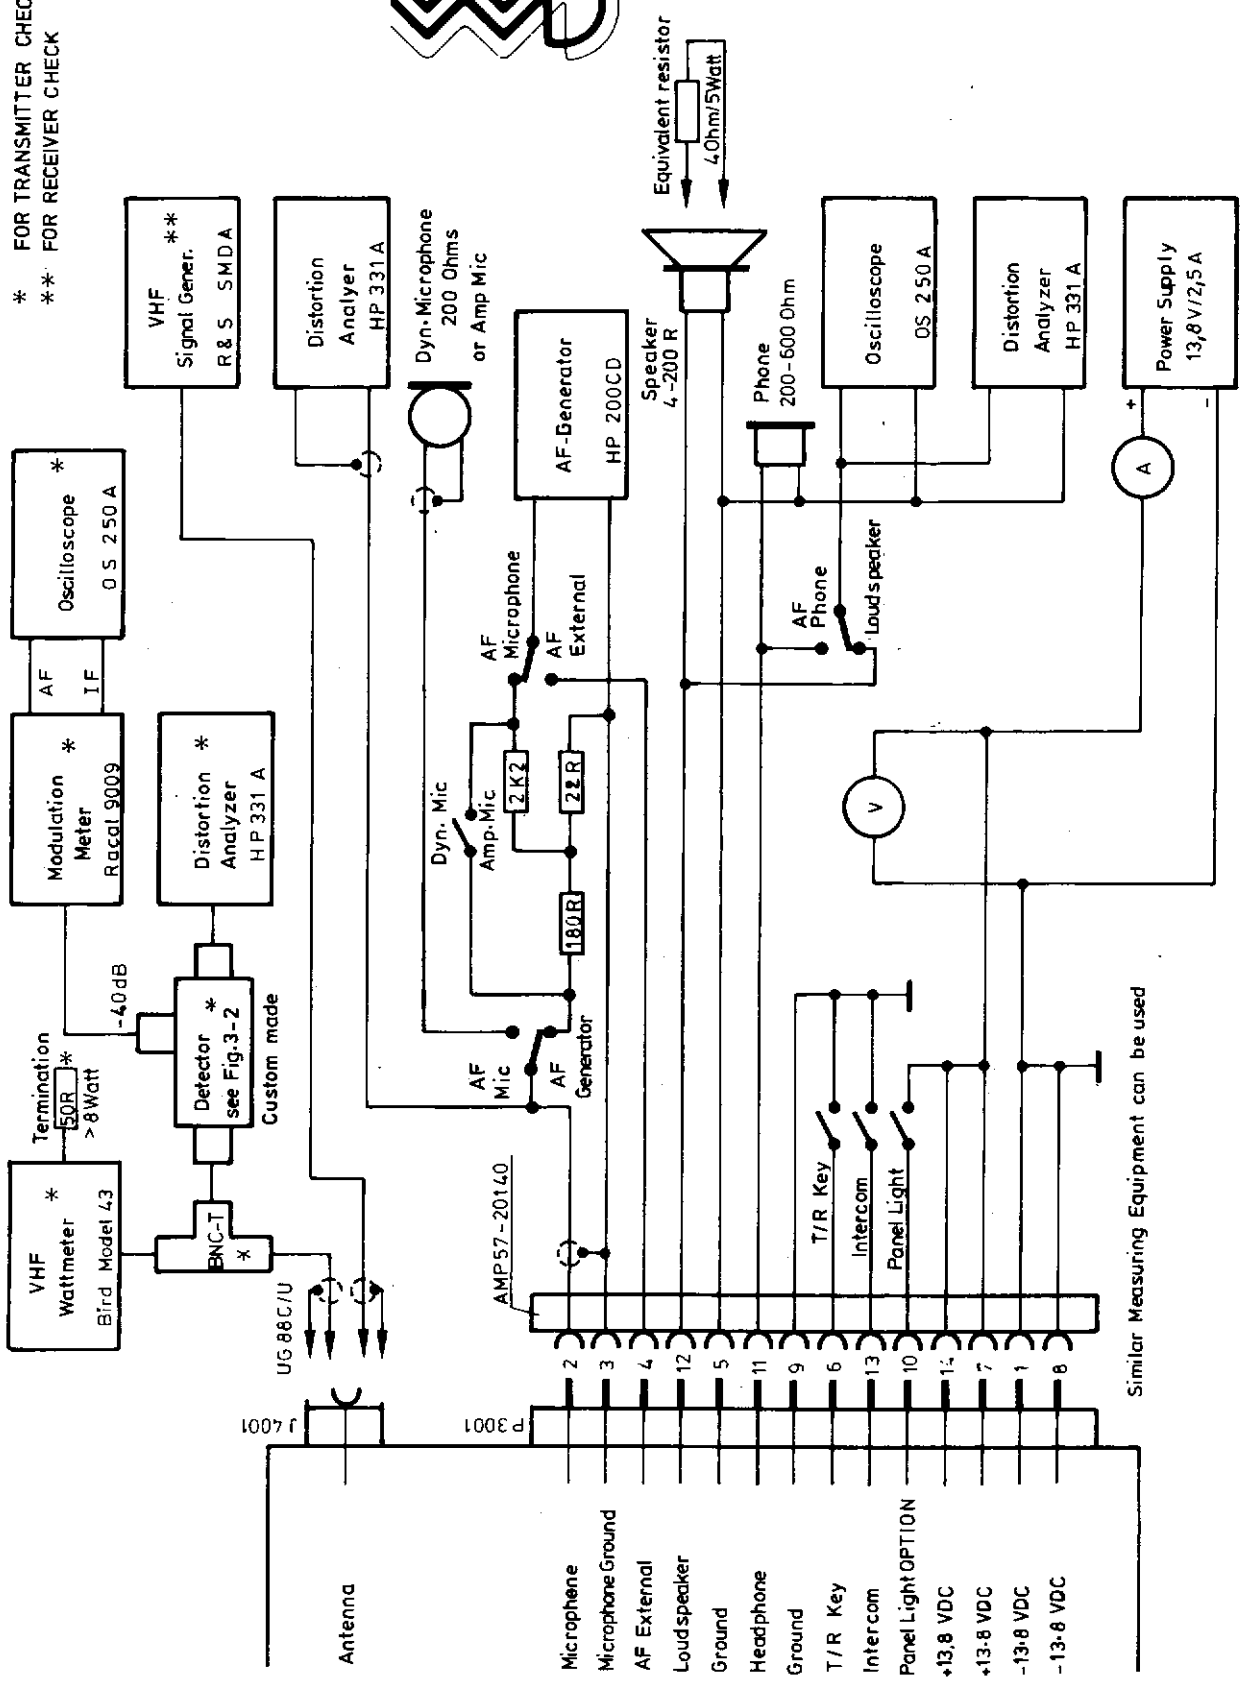 * FOR TRANSMITTER CHEC
** FOR RECEIVER CHECK
VHF
Wattmeter *
Bird Model 43
Termination
50R *
>8Watt
Modulation
Meter *
Racal 9009
AF
IF
Oscilloscope *
OS 250A
BNC-T
*
Detector *
see Fig.3-2
Custom made
-40dB
Distortion *
Analyzer
HP 331 A
VHF
Signal Gener. **
R&S SMDA
Distortion
Analyer
HP 331 A
UG 88C/U
J 4001
Antenna
Dyn.Microphone
200 Ohms
or Amp Mic
AF
Mic
AF
Generator
Dyn. Mic
Amp.Mic
180R
2K2
22R
AF
Microphone
AF
External
AF-Generator
HP 200CD
AMP57-20140
P 3001
Equivalent resistor
4Ohm/5Watt
Speaker
4-200 R
Phone
200-600 Ohm
AF
Phone
Loudspeaker
Oscilloscope
OS 250A
Distortion
Analyzer
HP 331 A
Power Supply
13,8V/2,5A
+
-
A
V
T/R Key
Intercom
Panel Light
Microphone 2
Microphone Ground 3
AF External 4
Loudspeaker 12
Ground 5
Headphone 11
Ground 9
T/R Key 6
Intercom 13
Panel Light OPTION 10
+13,8 VDC 14
+13·8 VDC 7
-13·8 VDC 1
-13·8 VDC 8
Similar Measuring Equipment can be used